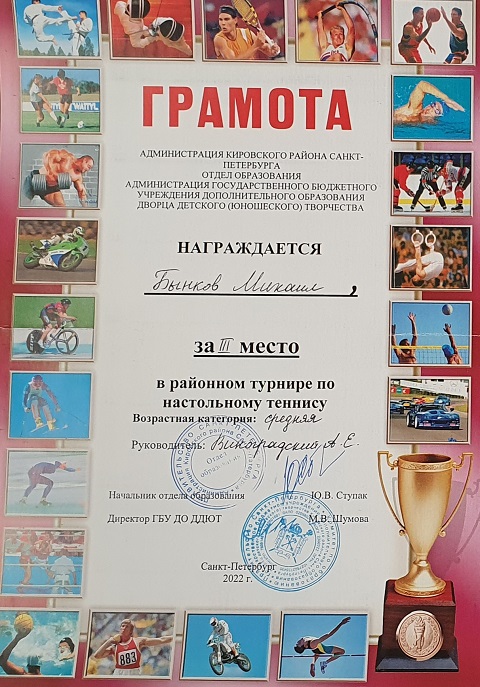 ГРАМОТА
АДМИНИСТРАЦИЯ КИРОВСКОГО РАЙОНА САНКТ-
ПЕТЕРБУРГА
ОТДЕЛ ОБРАЗОВАНИЯ
АДМИНИСТРАЦИЯ ГОСУДАРСТВЕННОГО БЮДЖЕТНОГО
УЧРЕЖДЕНИЯ ДОПОЛНИТЕЛЬНОГО ОБРАЗОВАНИЯ
ДВОРЦА ДЕТСКОГО (ЮНОШЕСКОГО) ТВОРЧЕСТВА
НАГРАЖДАЕТСЯ
Бынков Михаил,
за III место
в районном турнире по
настольному теннису
Возрастная категория: средняя
Руководитель: Виноградский А.Е.
Начальник отдела образования Ю.В. Ступак
Директор ГБУ ДО ДДЮТ М.В. Шумова
Санкт-Петербург
2022 г.
883